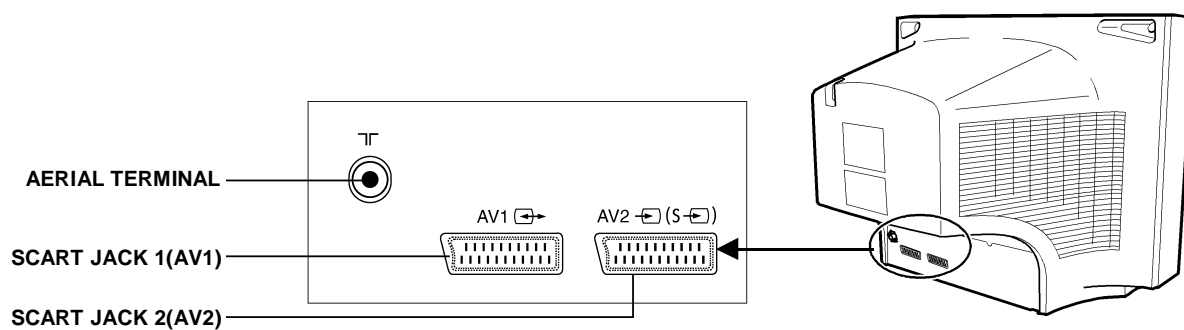 AERIAL TERMINAL
AV1
AV2 (S)
SCART JACK 1(AV1)
SCART JACK 2(AV2)